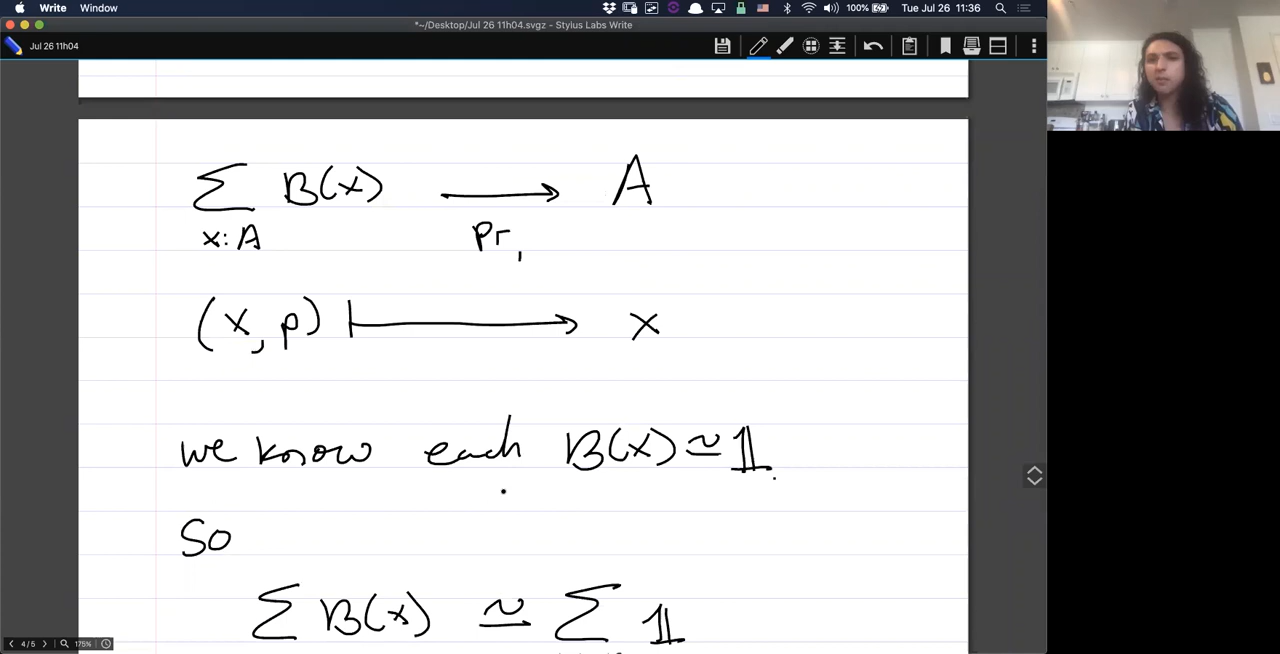 Write Window 100% Tue Jul 26 11:36
*~/Desktop/Jul 26 11h04.svgz - Stylus Labs Write
Jul 26 11h04
∑ B(x) ⟶ A
x:A pr₁
(x, p) ⟼ x
we know each B(x) ≃ 𝟙.
So
∑ B(x) ≃ ∑ 𝟙
4/5 175%